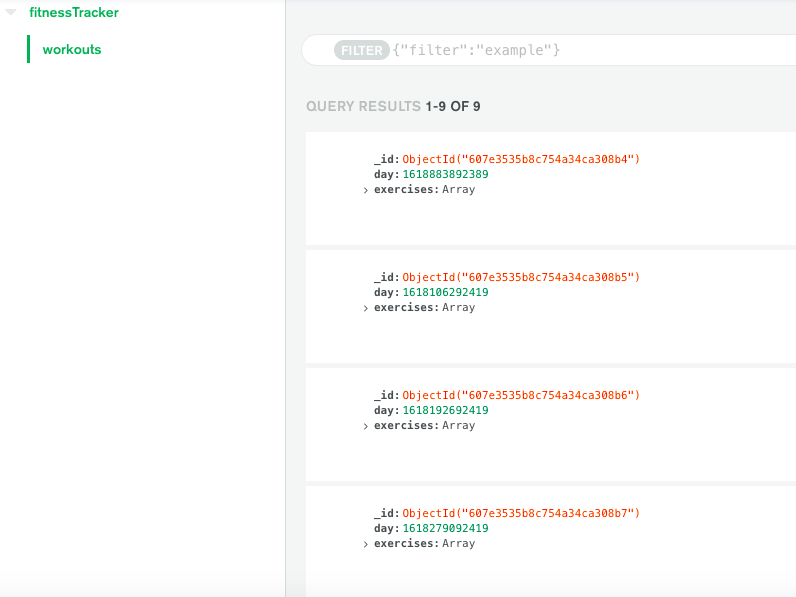 fitnessTracker
workouts
FILTER {"filter":"example"}
QUERY RESULTS 1-9 OF 9
_id: ObjectId("607e3535b8c754a34ca308b4")
day: 1618883892389
> exercises: Array
_id: ObjectId("607e3535b8c754a34ca308b5")
day: 1618106292419
> exercises: Array
_id: ObjectId("607e3535b8c754a34ca308b6")
day: 1618192692419
> exercises: Array
_id: ObjectId("607e3535b8c754a34ca308b7")
day: 1618279092419
> exercises: Array